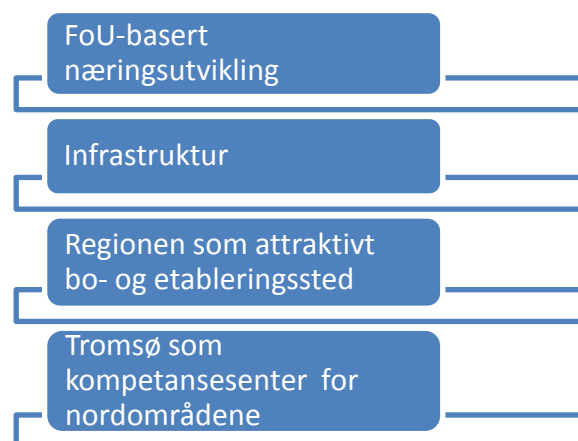 FoU-basert
næringsutvikling
Infrastruktur
Regionen som attraktivt
bo- og etableringssted
Tromsø som
kompetansesenter for
nordområdene